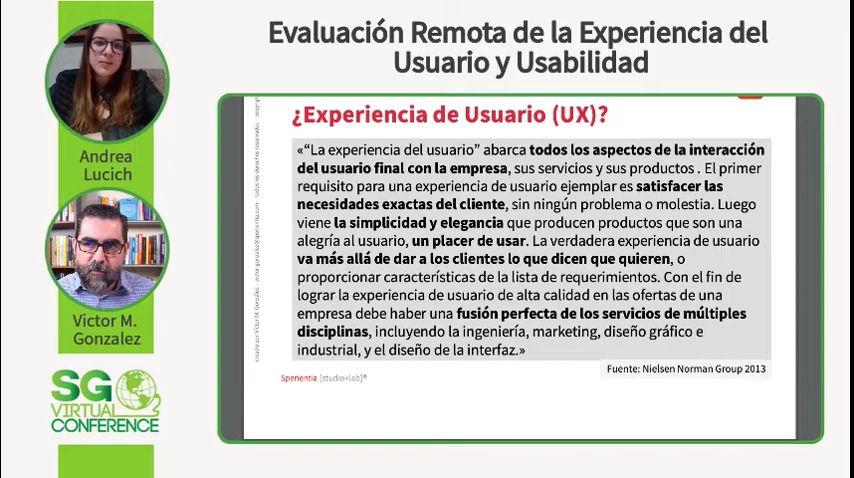 Evaluación Remota de la Experiencia del
Usuario y Usabilidad
Andrea
Lucich
Victor M.
Gonzalez
SG
VIRTUAL
CONFERENCE
¿Experiencia de Usuario (UX)?
«“La experiencia del usuario” abarca todos los aspectos de la interacción
del usuario final con la empresa, sus servicios y sus productos . El primer
requisito para una experiencia de usuario ejemplar es satisfacer las
necesidades exactas del cliente, sin ningún problema o molestia. Luego
viene la simplicidad y elegancia que producen productos que son una
alegría al usuario, un placer de usar. La verdadera experiencia de usuario
va más allá de dar a los clientes lo que dicen que quieren, o
proporcionar características de la lista de requerimientos. Con el fin de
lograr la experiencia de usuario de alta calidad en las ofertas de una
empresa debe haber una fusión perfecta de los servicios de múltiples
disciplinas, incluyendo la ingeniería, marketing, diseño gráfico e
industrial, y el diseño de la interfaz.»
Fuente: Nielsen Norman Group 2013
Sperientia [studio+lab]®